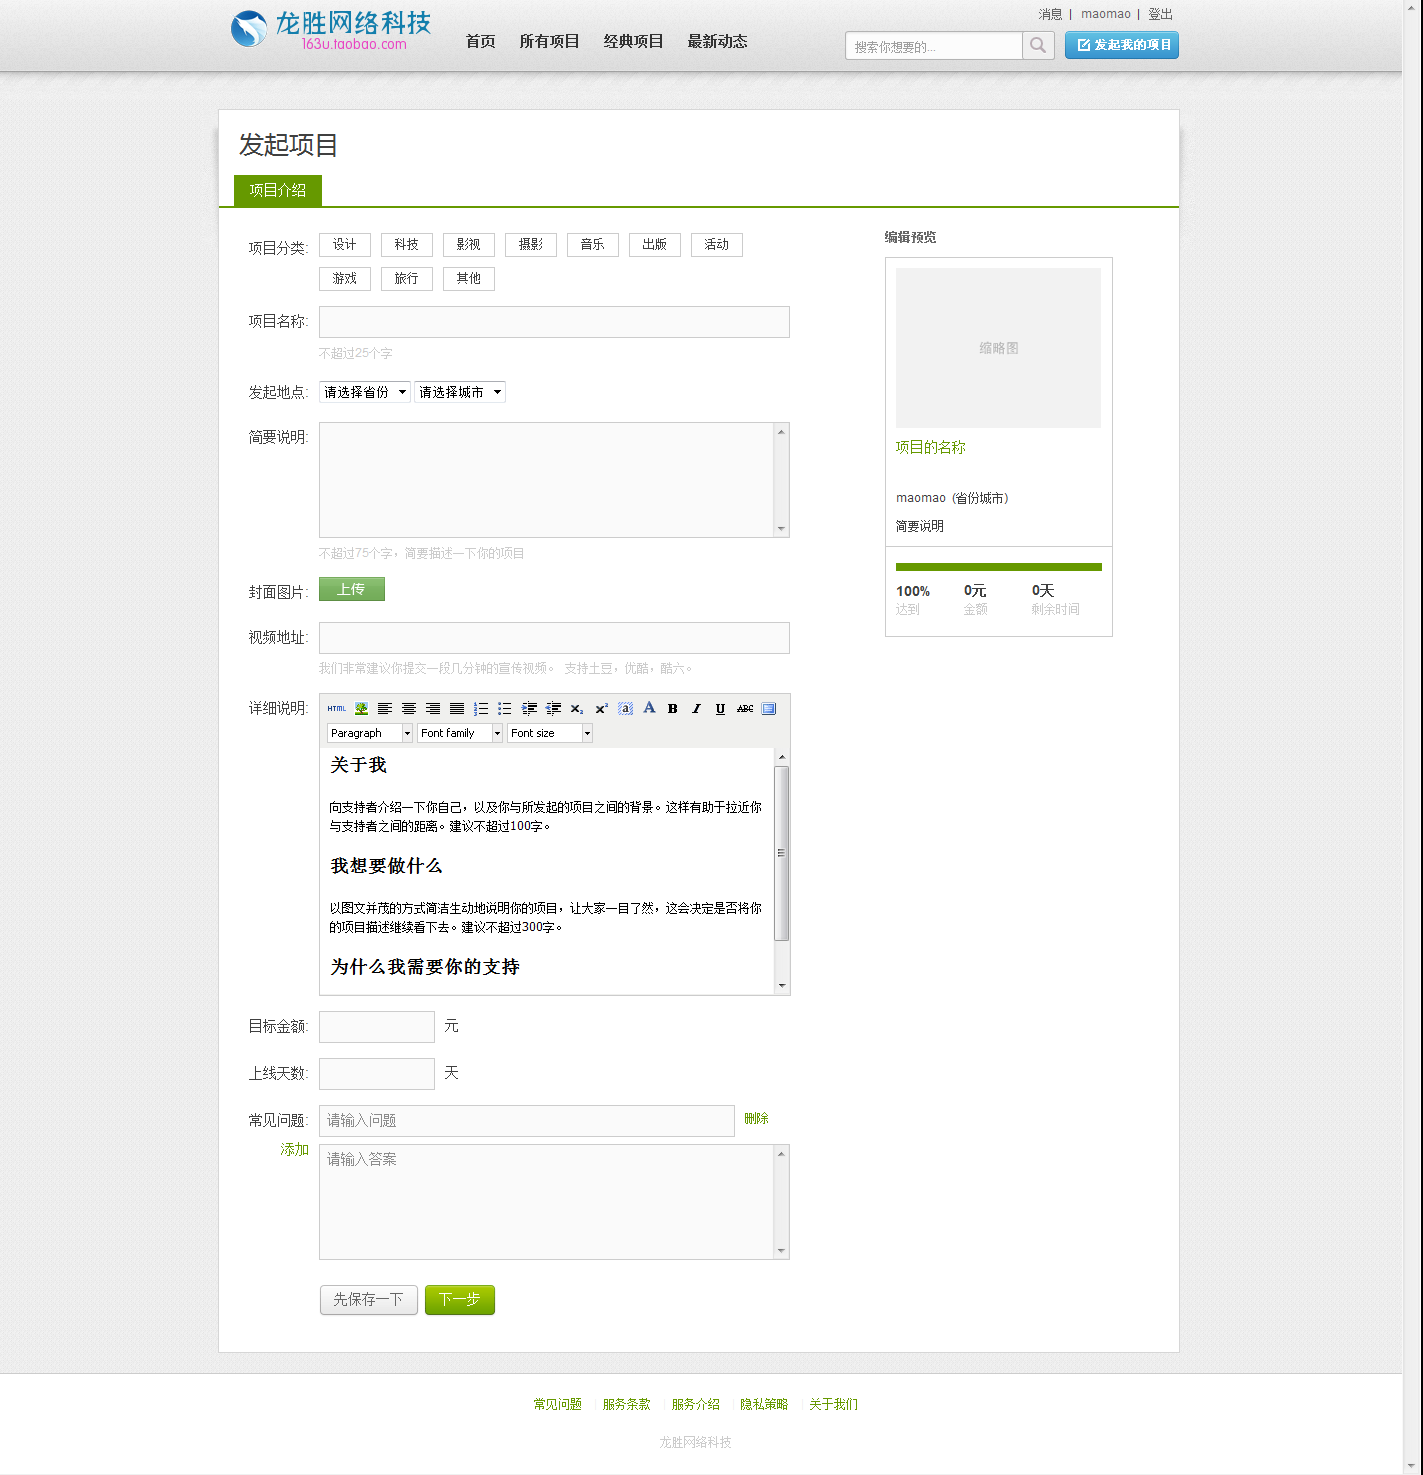 消息 | maomao | 登出
龙胜网络科技
163u.taobao.com
首页 所有项目 经典项目 最新动态
搜索你想要的...
发起我的项目
发起项目
项目介绍
项目分类: 设计 科技 影视 摄影 音乐 出版 活动
游戏 旅行 其他
项目名称:
不超过25个字
发起地点: 请选择省份 请选择城市
简要说明:
不超过75个字，简要描述一下你的项目
封面图片: 上传
视频地址:
我们非常建议你提交一段几分钟的宣传视频。 支持土豆，优酷，酷六。
详细说明: HTML A B I U ABC
Paragraph Font family Font size
关于我
向支持者介绍一下你自己，以及你与所发起的项目之间的背景。这样有助于拉近你
与支持者之间的距离。建议不超过100字。
我想要做什么
以图文并茂的方式简洁生动地说明你的项目，让大家一目了然，这会决定是否将你
的项目描述继续看下去。建议不超过300字。
为什么我需要你的支持
目标金额: 元
上线天数: 天
常见问题: 请输入问题 删除
添加 请输入答案
先保存一下 下一步
编辑预览
缩略图
项目的名称
maomao (省份城市)
简要说明
100% 0元 0天
达到 金额 剩余时间
常见问题 服务条款 服务介绍 隐私策略 关于我们
龙胜网络科技